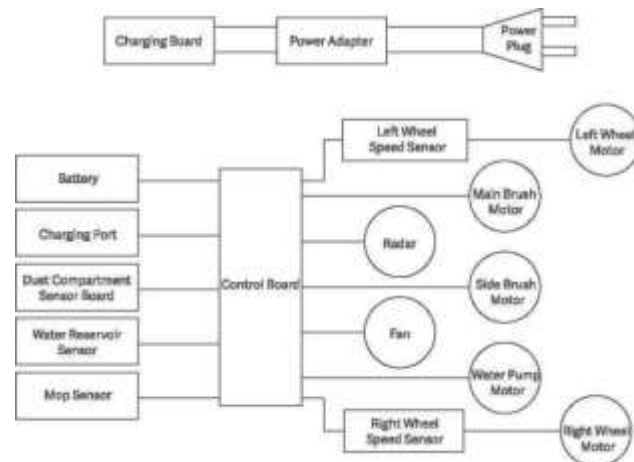 Charging Board
Power Adapter
Power
Plug
Left Wheel
Speed Sensor
Left Wheel
Motor
Battery
Main Brush
Motor
Charging Port
Radar
Dust Compartment
Sensor Board
Control Board
Side Brush
Motor
Water Reservoir
Sensor
Fan
Mop Sensor
Water Pump
Motor
Right Wheel
Speed Sensor
Right Wheel
Motor